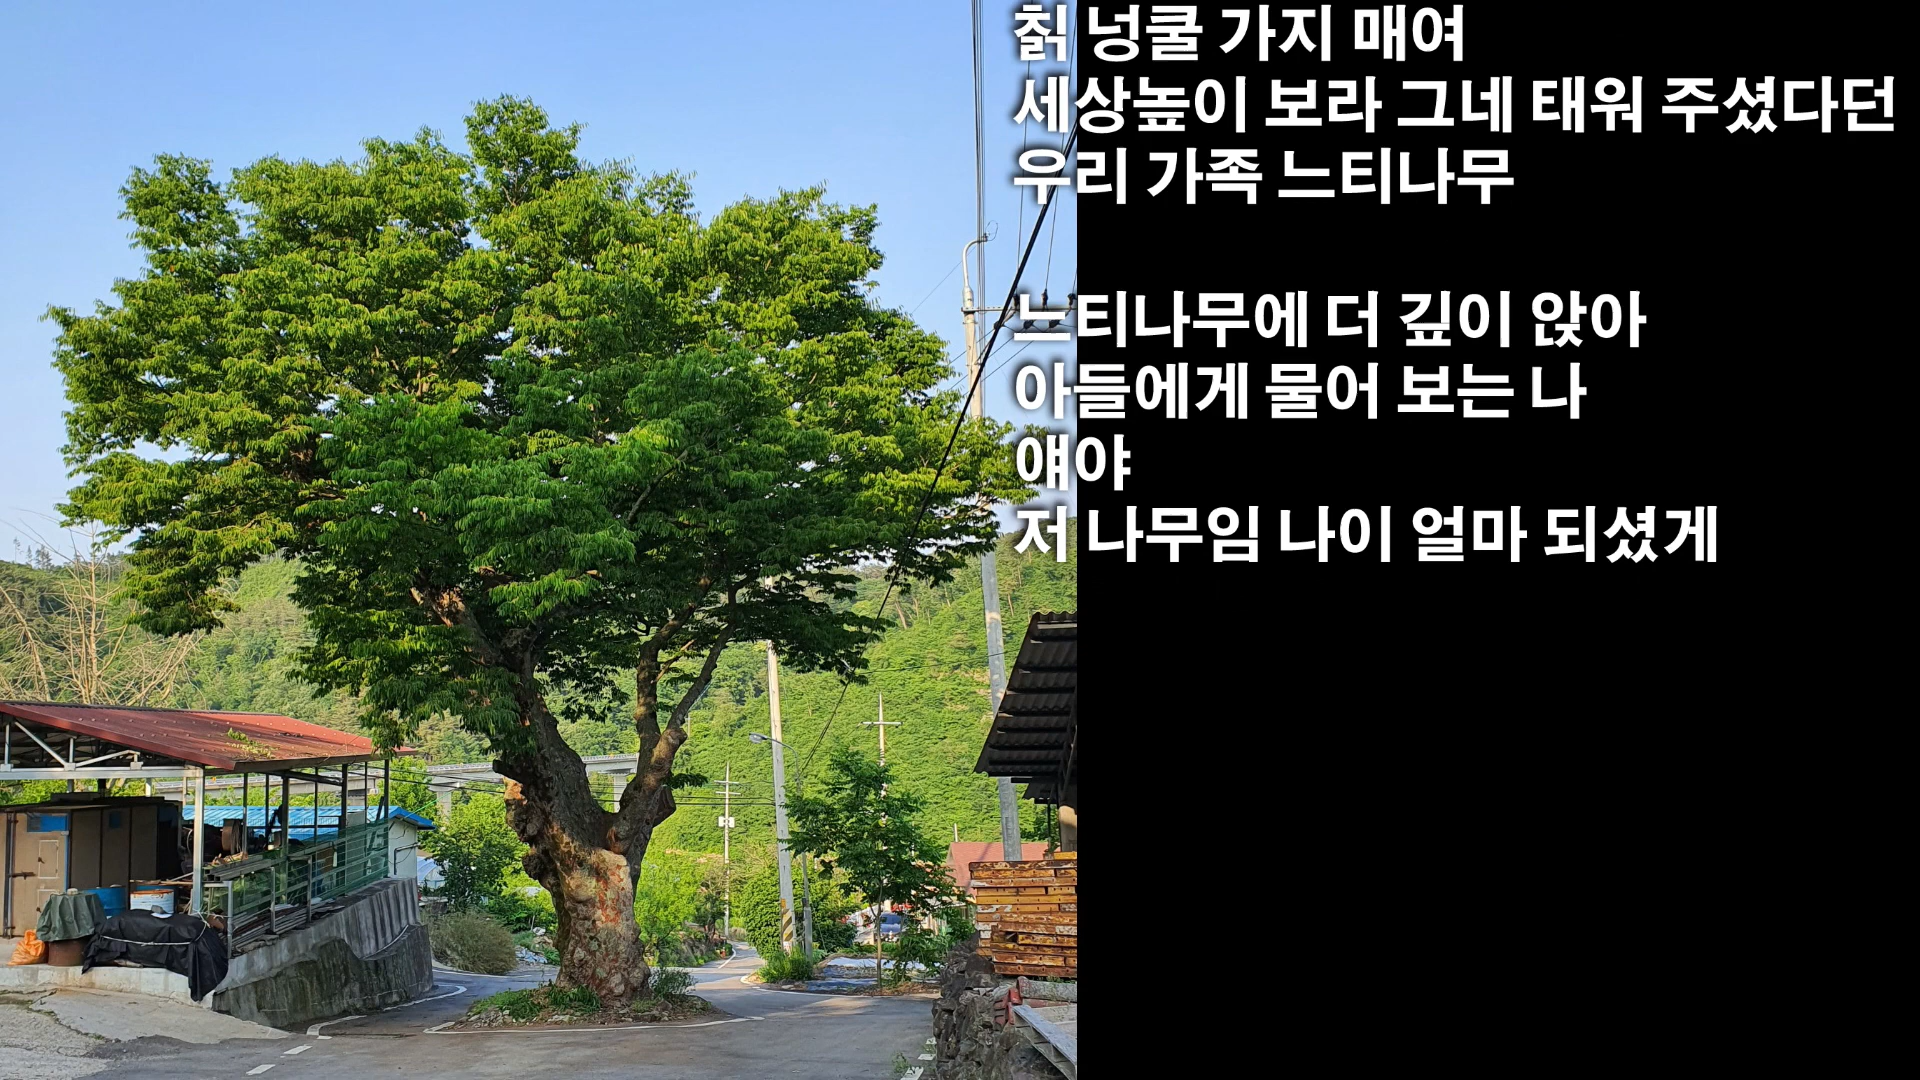 칡 넝쿨 가지 매여
세상높이 보라 그네 태워 주셨다던
우리 가족 느티나무
느티나무에 더 깊이 앉아
아들에게 물어 보는 나
얘야
저 나무임 나이 얼마 되셨게